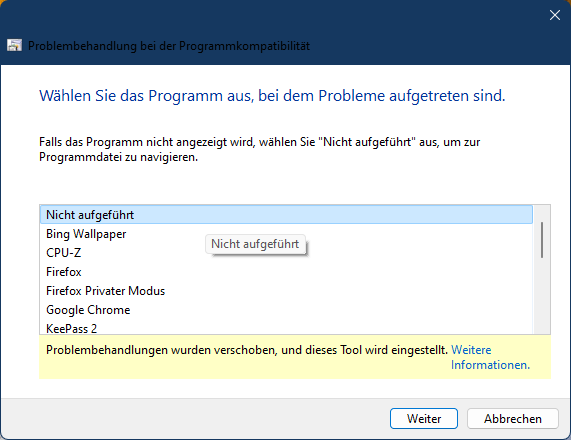 Problembehandlung bei der Programmkompatibilität
Wählen Sie das Programm aus, bei dem Probleme aufgetreten sind.
Falls das Programm nicht angezeigt wird, wählen Sie "Nicht aufgeführt" aus, um zur
Programmdatei zu navigieren.
Nicht aufgeführt
Bing Wallpaper
Nicht aufgeführt
CPU-Z
Firefox
Firefox Privater Modus
Google Chrome
KeePass 2
Problembehandlungen wurden verschoben, und dieses Tool wird eingestellt. Weitere
Informationen.
Weiter Abbrechen